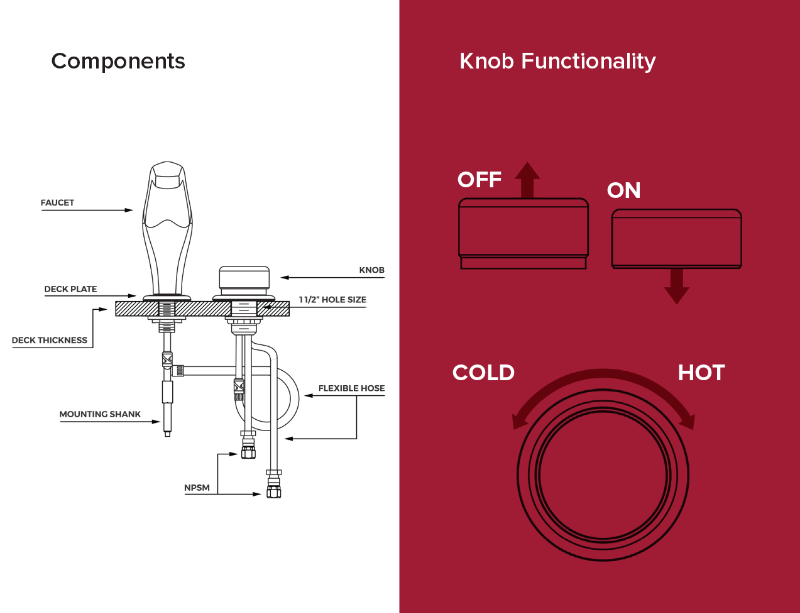 Components
FAUCET
KNOB
DECK PLATE
1 1/2" HOLE SIZE
DECK THICKNESS
FLEXIBLE HOSE
MOUNTING SHANK
NPSM
Knob Functionality
OFF
ON
COLD
HOT